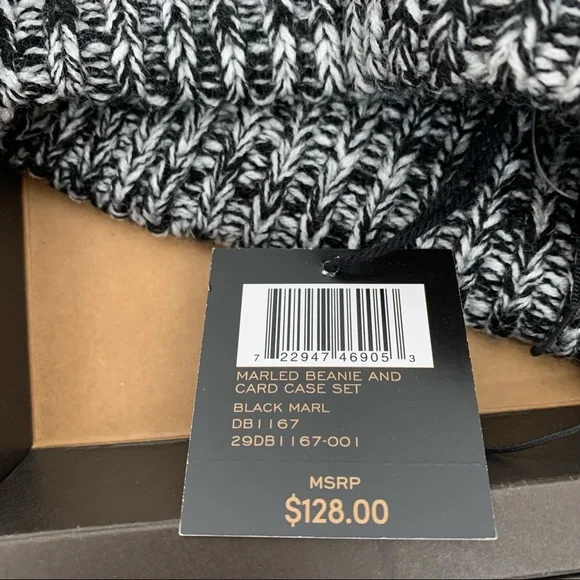 7 22947 46905 3
MARLED BEANIE AND
CARD CASE SET
BLACK MARL
DB1167
29DB1167-001
MSRP
$128.00